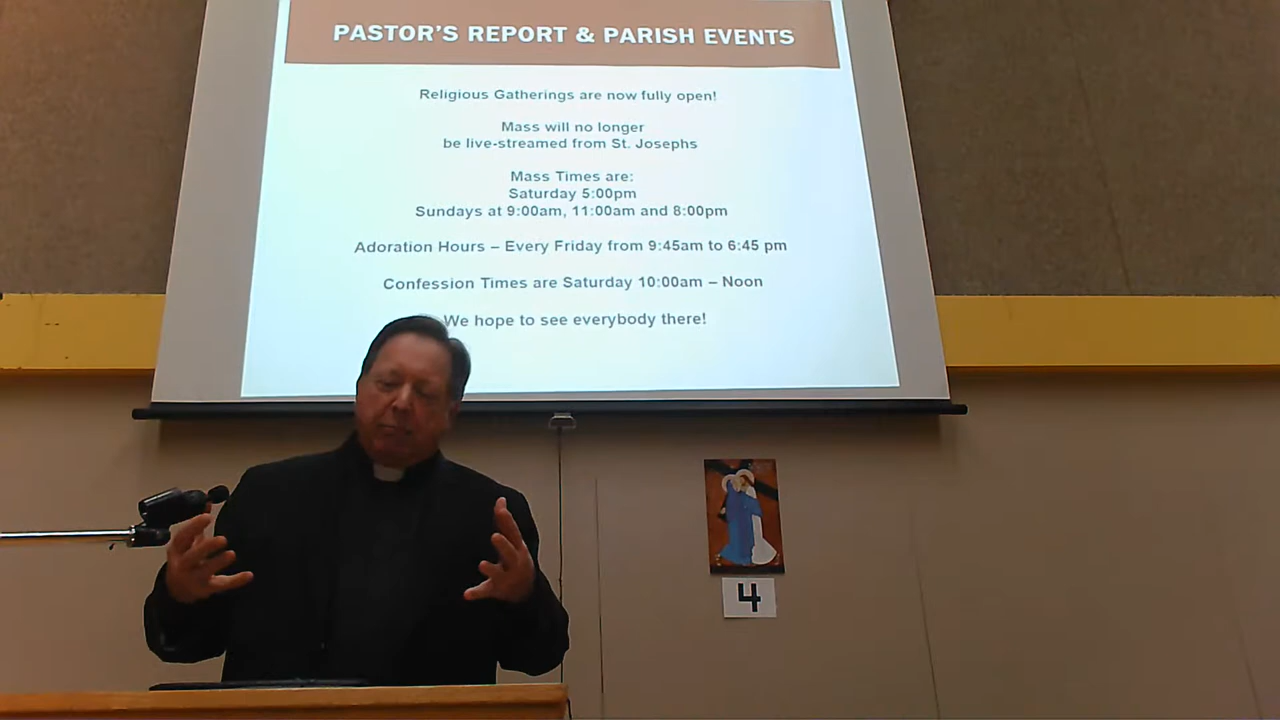 PASTOR'S REPORT & PARISH EVENTS
Religious Gatherings are now fully open!
Mass will no longer
be live-streamed from St. Josephs
Mass Times are:
Saturday 5:00pm
Sundays at 9:00am, 11:00am and 8:00pm
Adoration Hours – Every Friday from 9:45am to 6:45 pm
Confession Times are Saturday 10:00am – Noon
We hope to see everybody there!
4